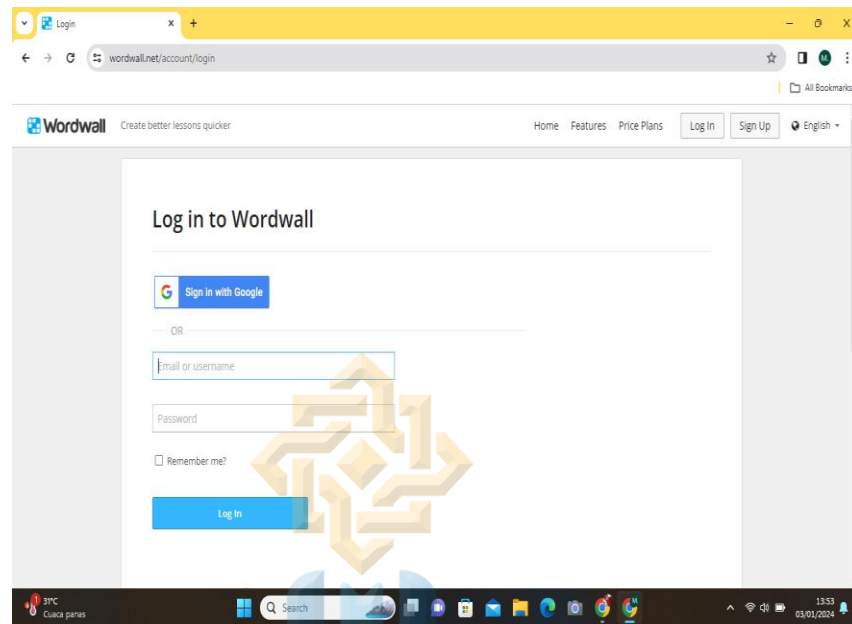 Login
wordwall.net/account/login
M.
All Bookmarks
Wordwall Create better lessons quicker Home Features Price Plans Log In Sign Up English
Log in to Wordwall
G Sign in with Google
OR
Email or username
Password
Remember me?
Log In
1 31°C Search 13:53
Cuaca panas 03/01/2024